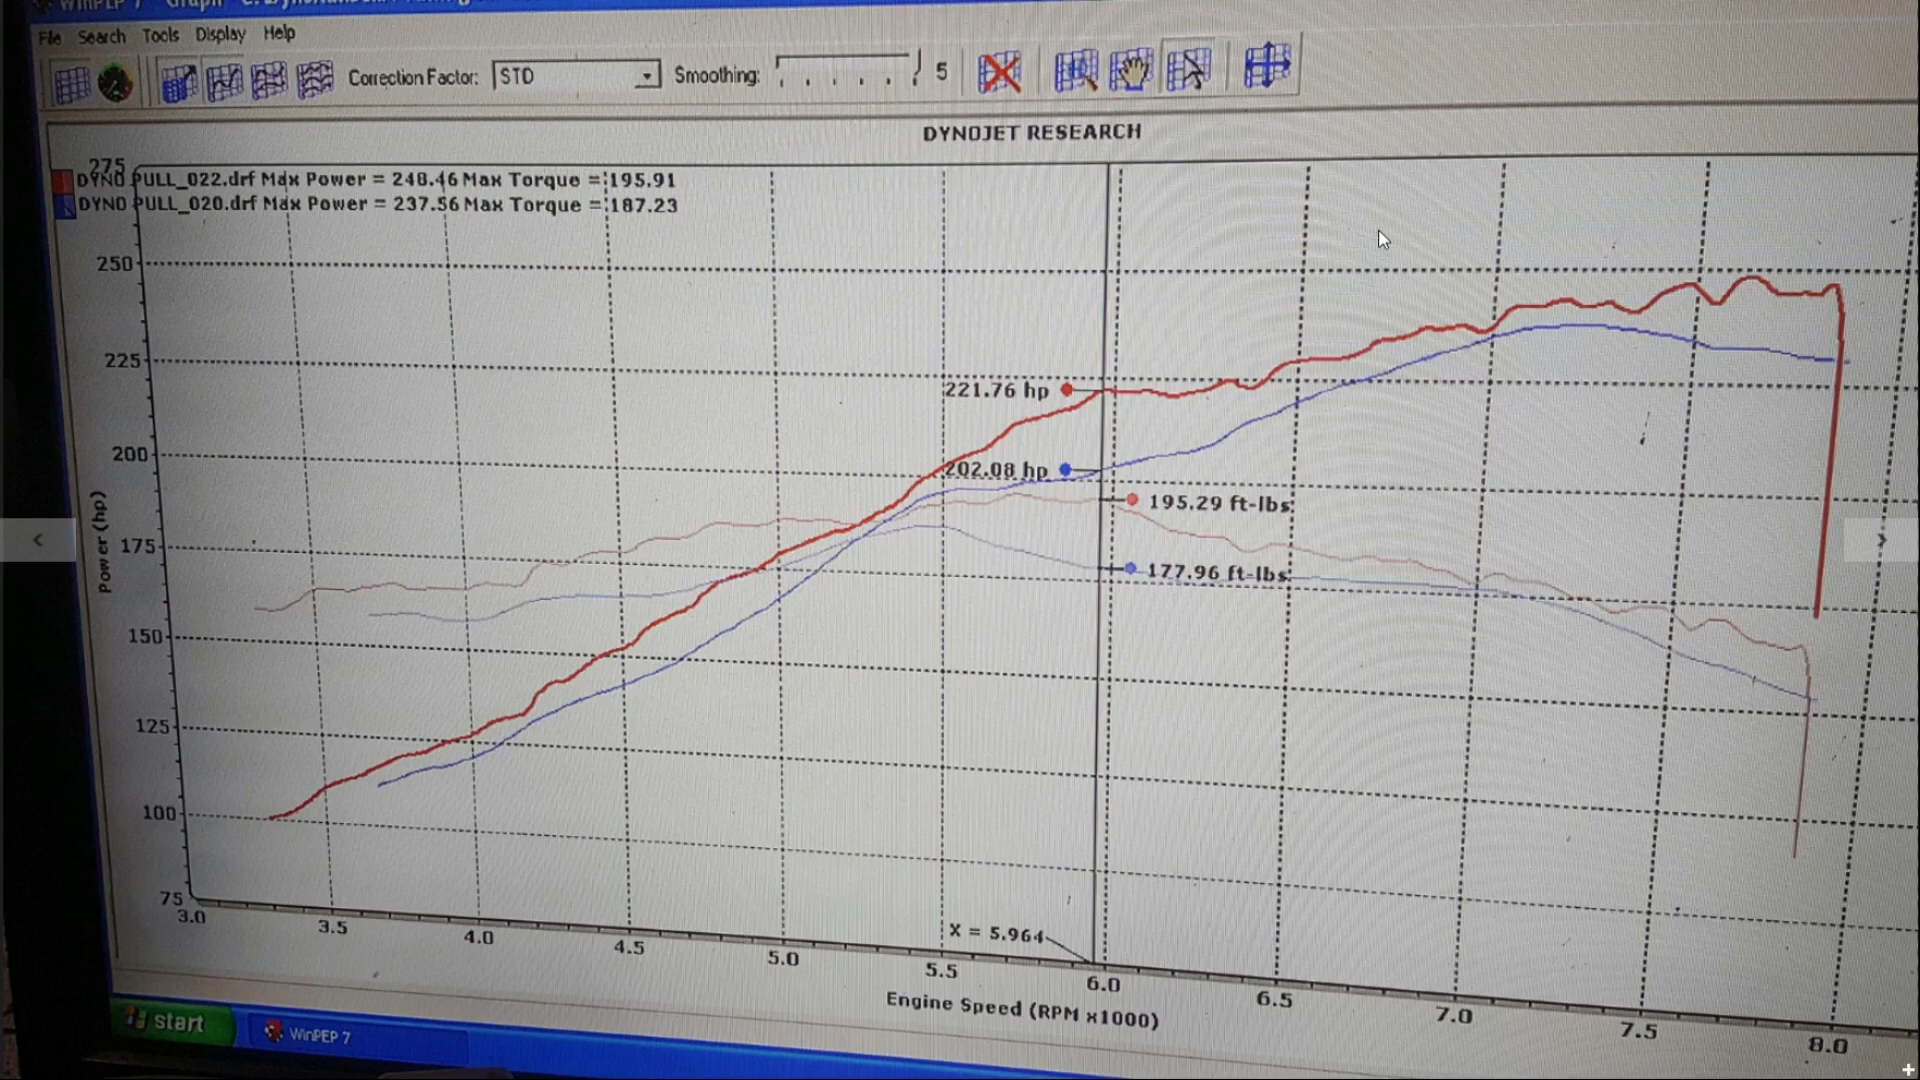 File Search Tools Display Help
Correction Factor: STD Smoothing: 5
DYNOJET RESEARCH
275
DYNO PULL_022.drf Max Power = 248.46 Max Torque = 195.91
DYNO PULL_020.drf Max Power = 237.56 Max Torque = 187.23
250
225
221.76 hp
200
202.08 hp
195.29 ft-lbs
175
177.96 ft-lbs
Power (hp)
150
125
100
75
X = 5.964
3.0 3.5 4.0 4.5 5.0 5.5 6.0 6.5 7.0 7.5 8.0
Engine Speed (RPM x1000)
start WinPEP 7